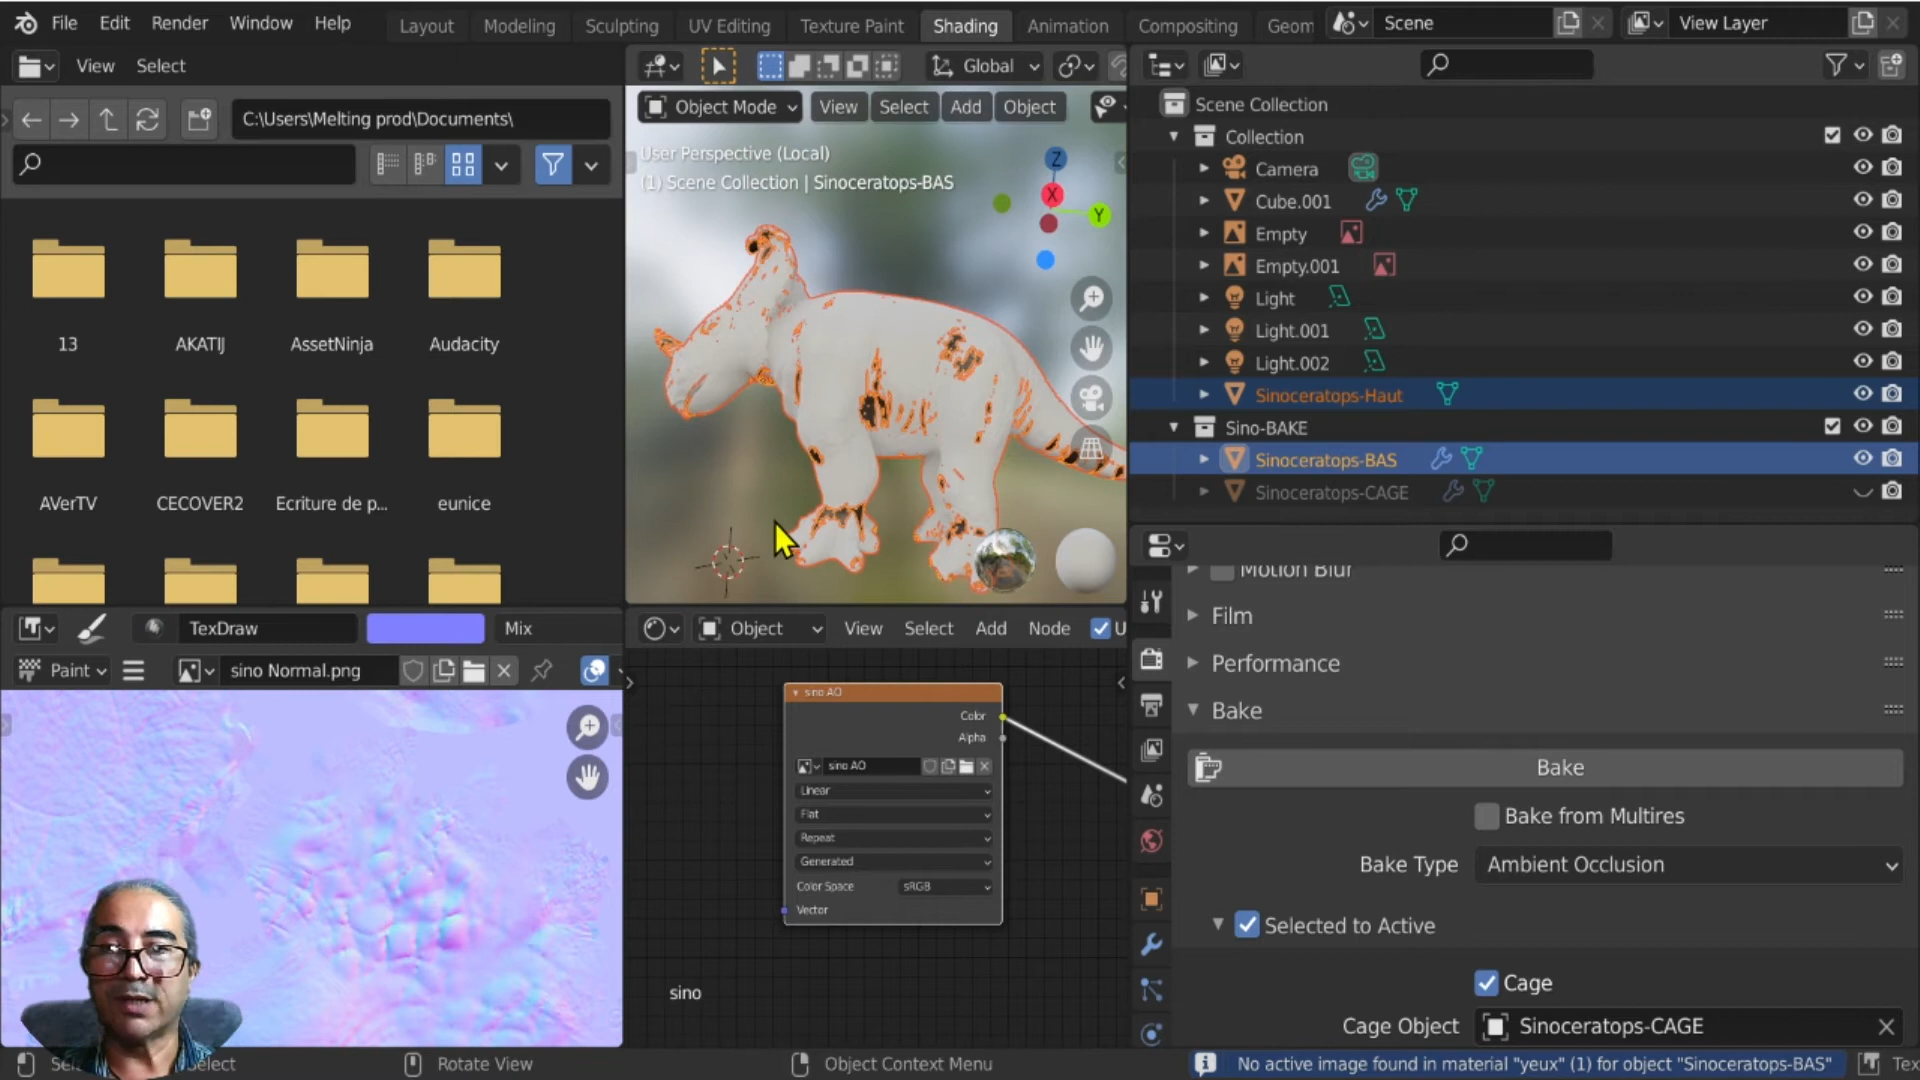 File Edit Render Window Help Layout Modeling Sculpting UV Editing Texture Paint Shading Animation Compositing Geom Scene View Layer
View Select
Global
C:\Users\Melting prod\Documents\
Object Mode View Select Add Object
User Perspective (Local)
(1) Scene Collection | Sinoceratops-BAS
Z
X
Y
13 AKATIJ AssetNinja Audacity
AVerTV CECOVER2 Ecriture de p... eunice
Scene Collection
Collection
Camera
Cube.001
Empty
Empty.001
Light
Light.001
Light.002
Sinoceratops-Haut
Sino-BAKE
Sinoceratops-BAS
Sinoceratops-CAGE
TexDraw Mix
Paint sino Normal.png
Object View Select Add Node U
sino AO
Color
Alpha
sino AO
Linear
Flat
Repeat
Generated
Color Space sRGB
Vector
sino
Motion Blur
Film
Performance
Bake
Bake
Bake from Multires
Bake Type Ambient Occlusion
Selected to Active
Cage
Cage Object Sinoceratops-CAGE
Rotate View
Object Context Menu
No active image found in material "yeux" (1) for object "Sinoceratops-BAS"
Tex